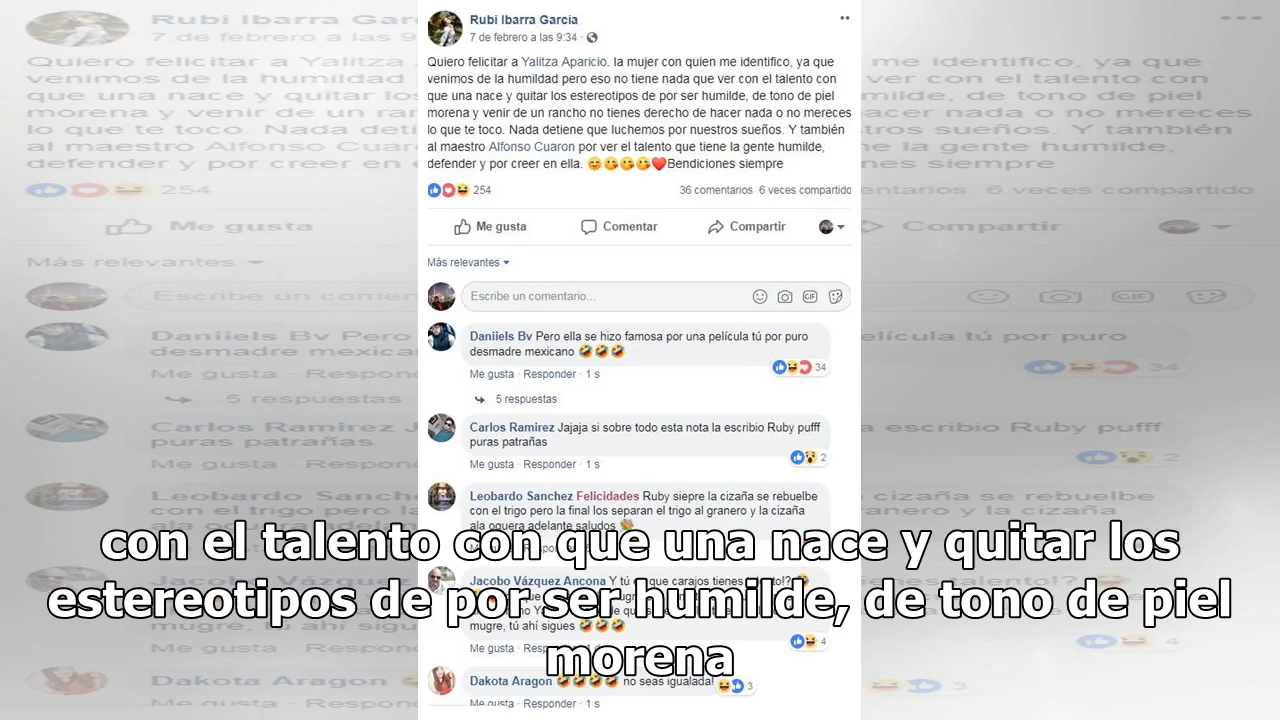 Rubi Ibarra Garcia
7 de febrero a las 9:34 ·
Quiero felicitar a Yalitza Aparicio. la mujer con quien me identifico, ya que
venimos de la humildad pero eso no tiene nada que ver con el talento con
que una nace y quitar los estereotipos de por ser humilde, de tono de piel
morena y venir de un rancho no tienes derecho de hacer nada o no mereces
lo que te toco. Nada detiene que luchemos por nuestros sueños. Y también
al maestro Alfonso Cuaron por ver el talento que tiene la gente humilde,
defender y por creer en ella. 😊😘😘😘❤️Bendiciones siempre
254 36 comentarios 6 veces compartido
Me gusta Comentar Compartir
Más relevantes
Escribe un comentario... GIF
Daniiels Bv Pero ella se hizo famosa por una película tú por puro
desmadre mexicano 🤣🤣🤣
34
Me gusta · Responder · 1 s
5 respuestas
Carlos Ramirez Jajaja si sobre todo esta nota la escribio Ruby pufff
puras patrañas
2
Me gusta · Responder · 1 s
Leobardo Sanchez Felicidades Ruby siepre la cizaña se rebuelbe
con el trigo pero la final los separan el trigo al granero y la cizaña
ala oguera adelante saludos 💐
con el talento con que una nace y quitar los
estereotipos de por ser humilde, de tono de piel
morena
Jacobo Vázquez Ancona Y tú
mugre, tú ahí sigues 🤣🤣🤣
4
Me gusta · Responder
Dakota Aragon 🤣🤣🤣🤣 no seas igualada!
3
Me gusta · Responder · 1 s